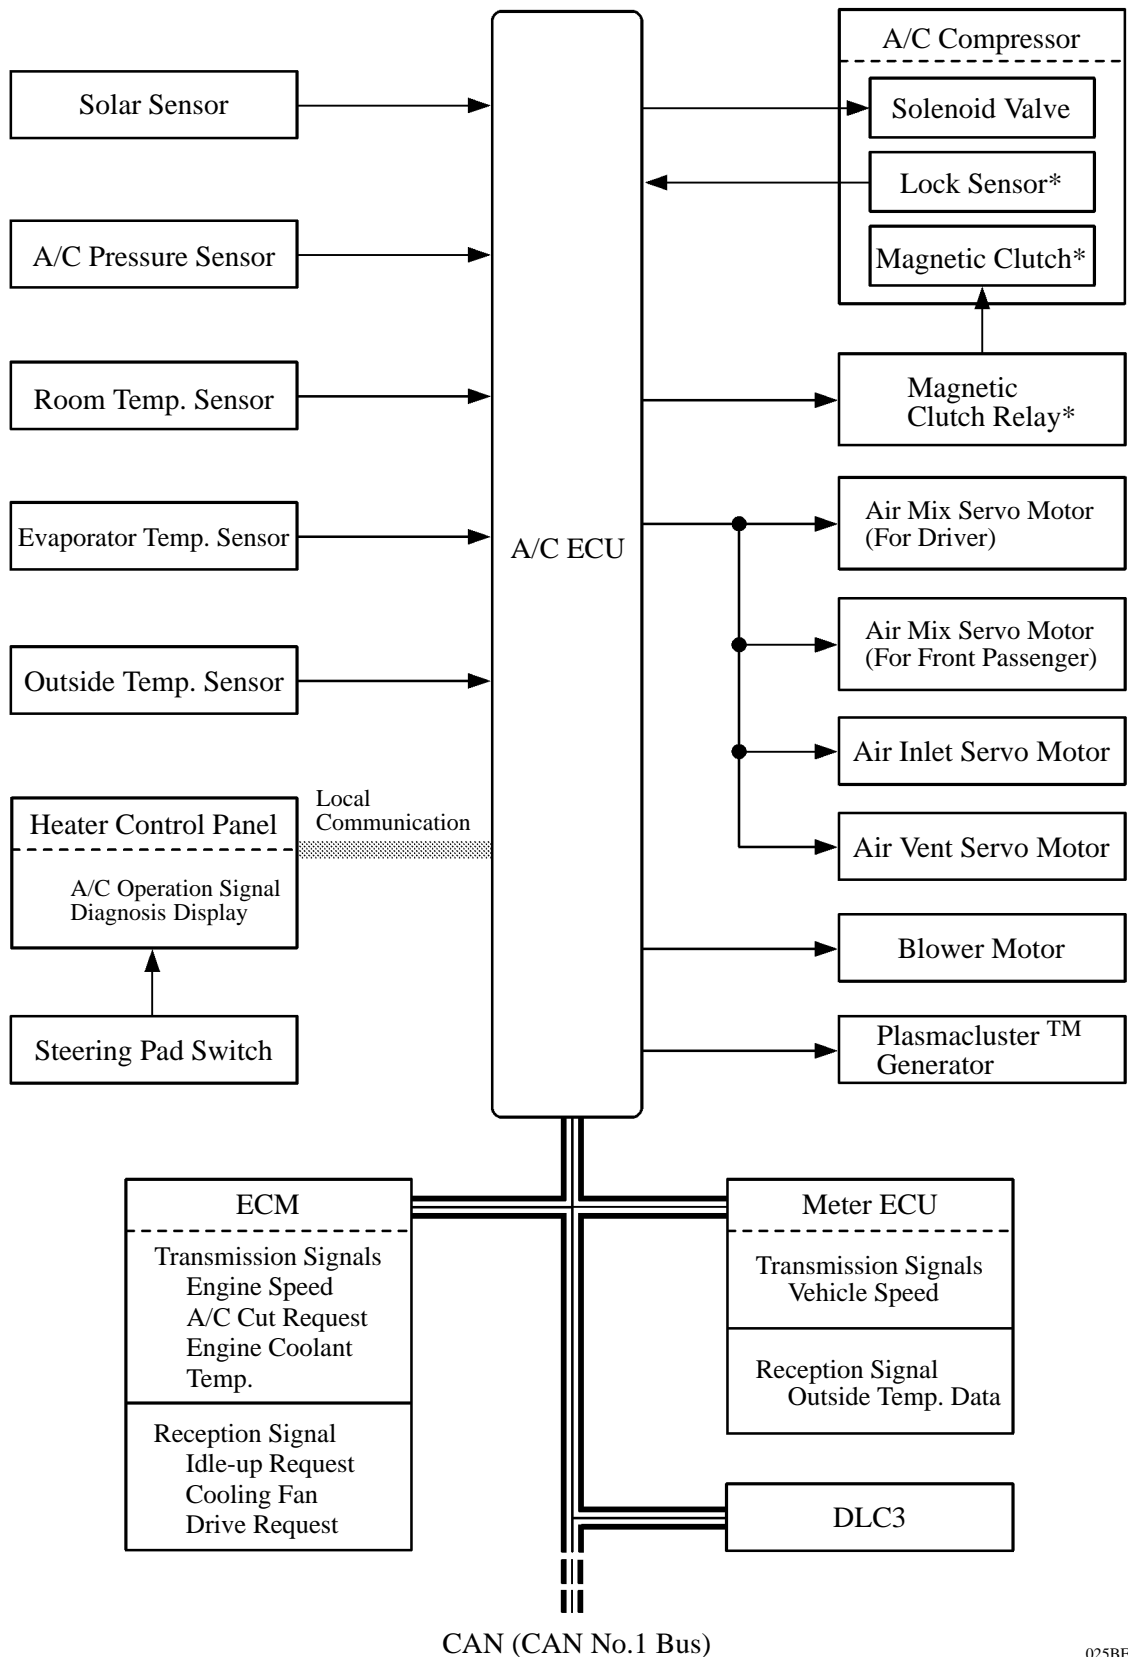 A/C Compressor
Solar Sensor
Solenoid Valve
Lock Sensor*
A/C Pressure Sensor
Magnetic Clutch*
Room Temp. Sensor
Magnetic
Clutch Relay*
Evaporator Temp. Sensor
A/C ECU
Air Mix Servo Motor
(For Driver)
Outside Temp. Sensor
Air Mix Servo Motor
(For Front Passenger)
Air Inlet Servo Motor
Local
Communication
Heater Control Panel
A/C Operation Signal
Diagnosis Display
Air Vent Servo Motor
Blower Motor
Steering Pad Switch
Plasmacluster TM
Generator
ECM
Transmission Signals
Engine Speed
A/C Cut Request
Engine Coolant
Temp.
Reception Signal
Idle-up Request
Cooling Fan
Drive Request
Meter ECU
Transmission Signals
Vehicle Speed
Reception Signal
Outside Temp. Data
DLC3
CAN (CAN No.1 Bus)